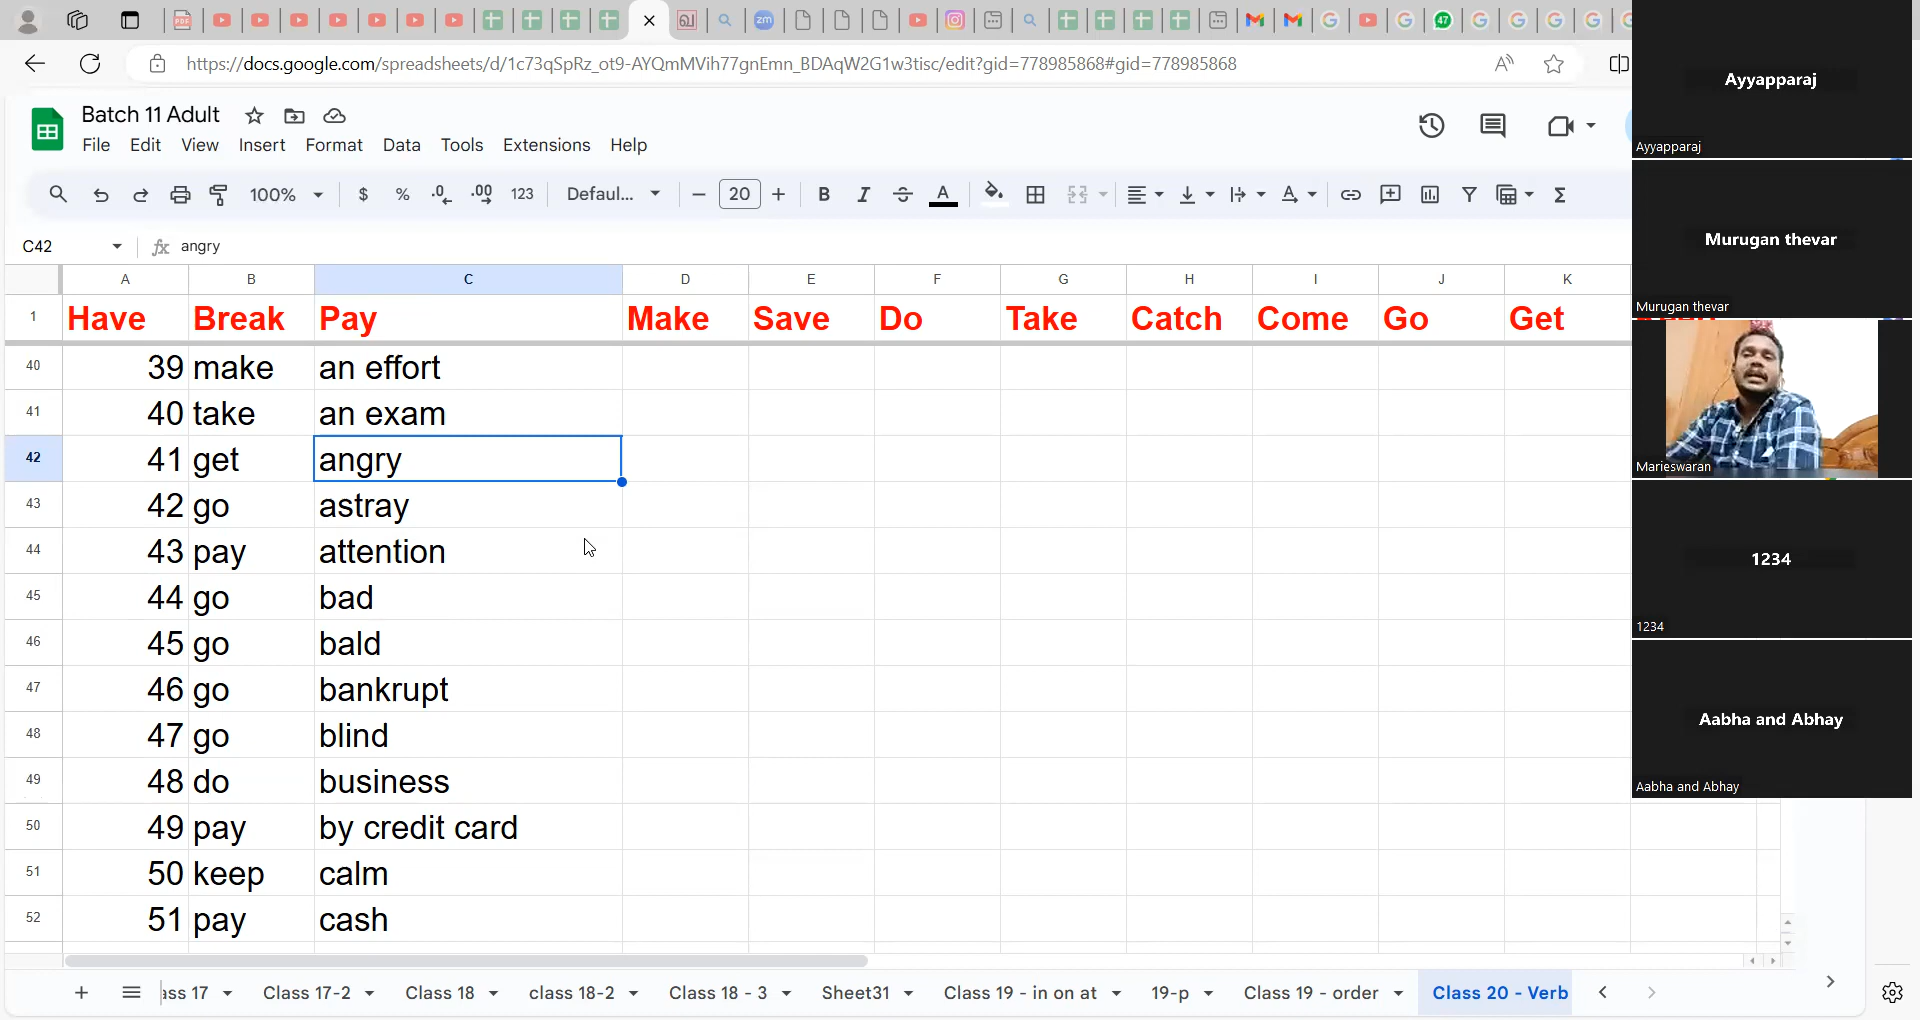 https://docs.google.com/spreadsheets/d/1c73qSpRz_ot9-AYQmMVih77gnEmn_BDAqW2G1w3tisc/edit?gid=778985868#gid=778985868
Batch 11 Adult
File Edit View Insert Format Data Tools Extensions Help
100% $ % .0 .00 123 Defaul... 20 B I A
C42 fx angry
A B C D E F G H I J K
1 Have Break Pay Make Save Do Take Catch Come Go Get
40 39 make an effort
41 40 take an exam
42 41 get angry
43 42 go astray
44 43 pay attention
45 44 go bad
46 45 go bald
47 46 go bankrupt
48 47 go blind
49 48 do business
50 49 pay by credit card
51 50 keep calm
52 51 pay cash
ass 17 Class 17-2 Class 18 class 18-2 Class 18 - 3 Sheet31 Class 19 - in on at 19-p Class 19 - order Class 20 - Verb
Ayyapparaj
Ayyapparaj
Murugan thevar
Murugan thevar
Marieswaran
1234
1234
Aabha and Abhay
Aabha and Abhay